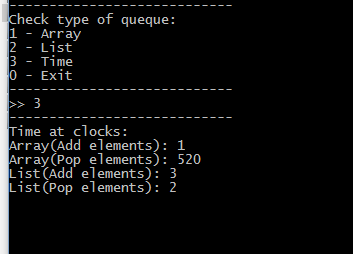 -----------------------------
Check type of queque:
1 - Array
2 - List
3 - Time
0 - Exit
-----------------------------
>> 3
-----------------------------
Time at clocks:
Array(Add elements): 1
Array(Pop elements): 520
List(Add elements): 3
List(Pop elements): 2